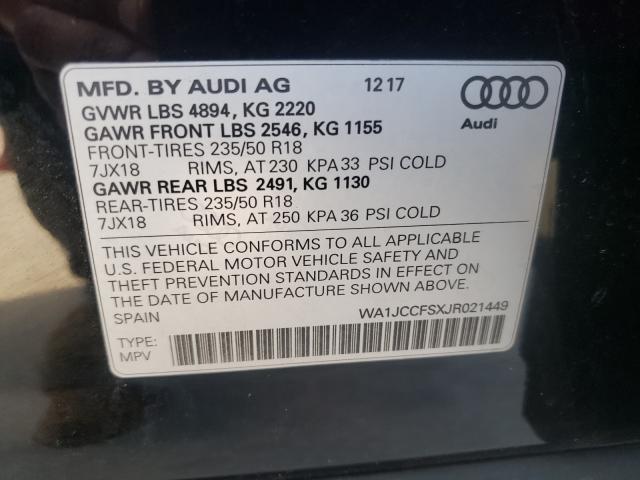 MFD. BY AUDI AG 12 17
GVWR LBS 4894, KG 2220
GAWR FRONT LBS 2546, KG 1155
FRONT-TIRES 235/50 R18
7JX18 RIMS, AT 230 KPA 33 PSI COLD
GAWR REAR LBS 2491, KG 1130
REAR-TIRES 235/50 R18
7JX18 RIMS, AT 250 KPA 36 PSI COLD
Audi
THIS VEHICLE CONFORMS TO ALL APPLICABLE
U.S. FEDERAL MOTOR VEHICLE SAFETY AND
THEFT PREVENTION STANDARDS IN EFFECT ON
THE DATE OF MANUFACTURE SHOWN ABOVE.
SPAIN WA1JCCFSXJR021449
TYPE:
MPV